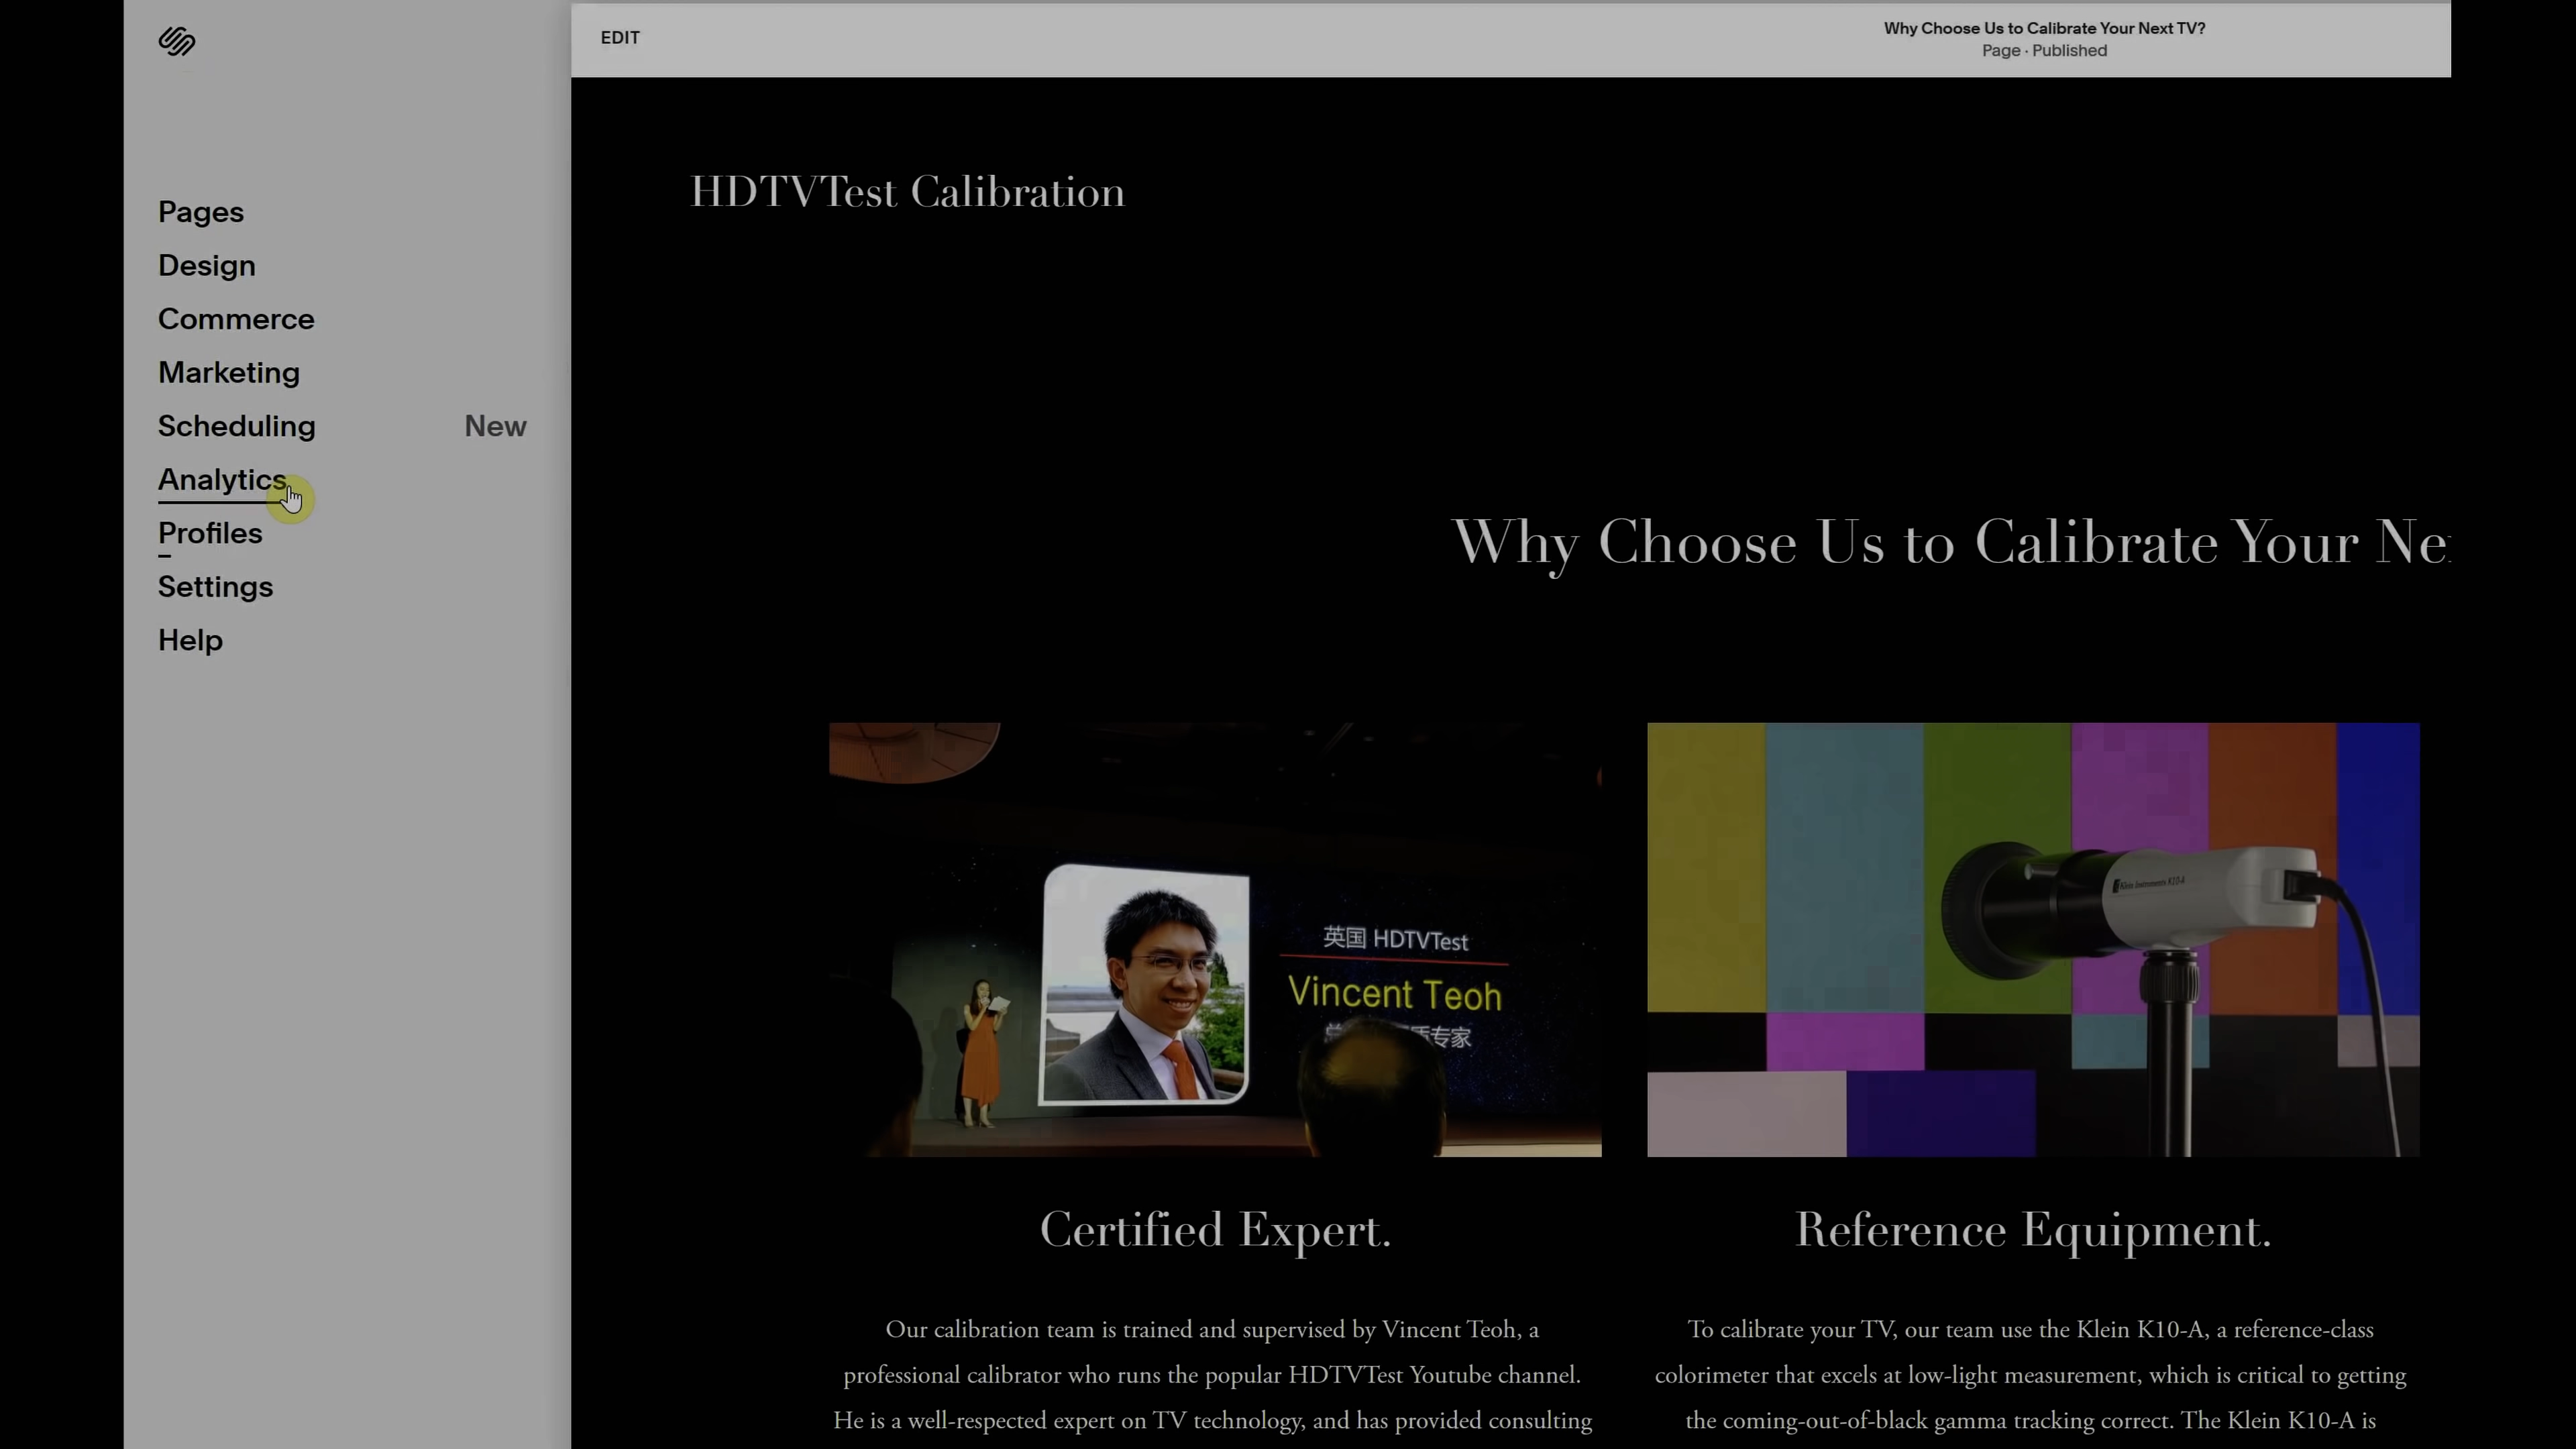 EDIT
Why Choose Us to Calibrate Your Next TV?
Page · Published
Pages
Design
Commerce
Marketing
Scheduling New
Analytics
Profiles
Settings
Help
HDTVTest Calibration
Why Choose Us to Calibrate Your
英国 HDTVTest
Vincent Teoh
专家
Klein Instruments K10-A
Certified Expert.
Our calibration team is trained and supervised by Vincent Teoh, a
professional calibrator who runs the popular HDTVTest Youtube channel.
He is a well-respected expert on TV technology, and has provided consulting
Reference Equipment.
To calibrate your TV, our team use the Klein K10-A, a reference-class
colorimeter that excels at low-light measurement, which is critical to getting
the coming-out-of-black gamma tracking correct. The Klein K10-A is